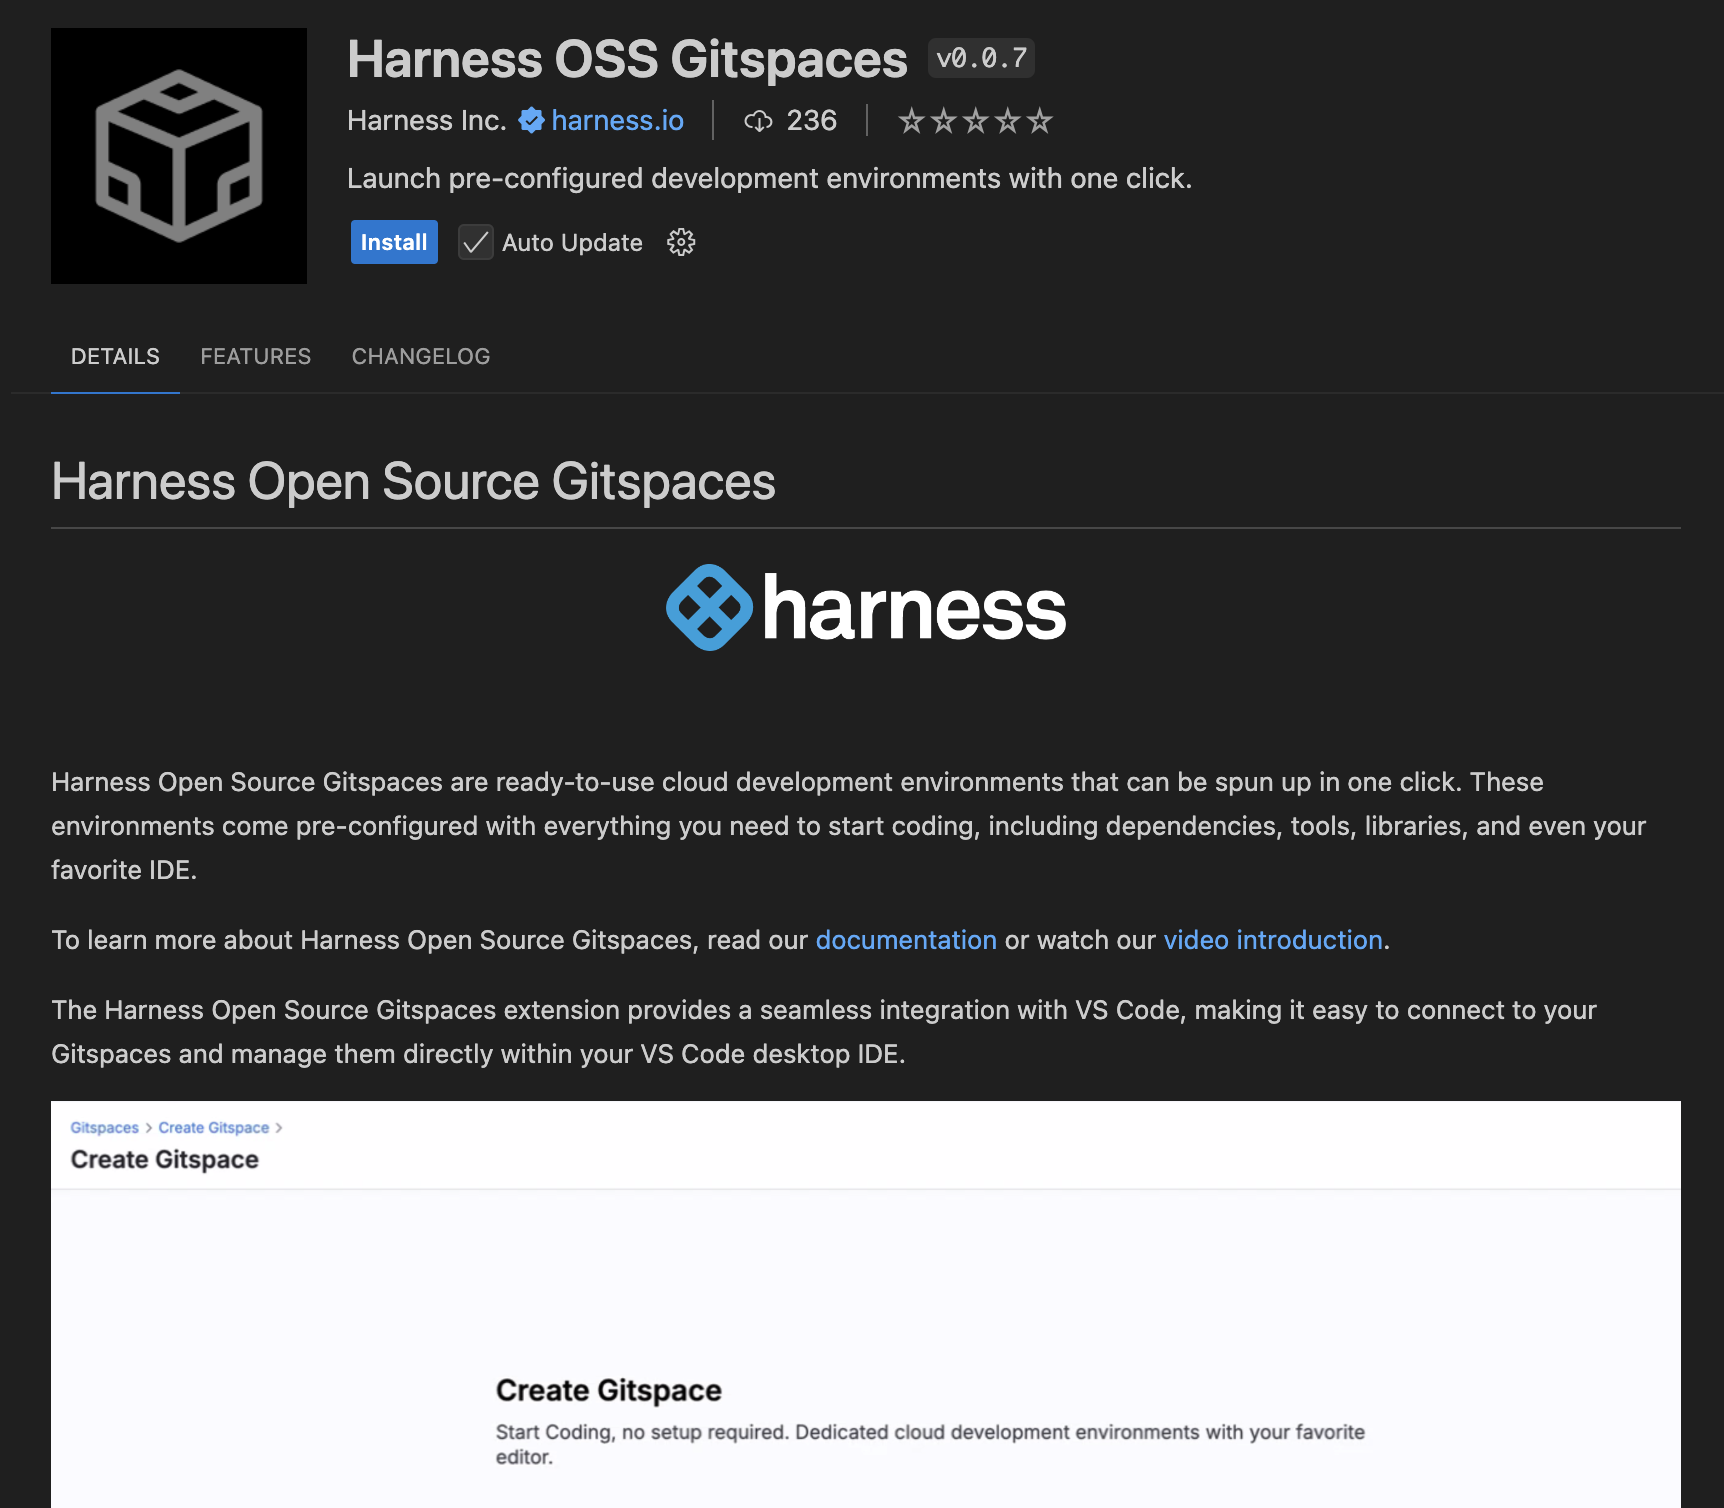 Harness OSS Gitspaces v0.0.7
Harness Inc. harness.io 236
Launch pre-configured development environments with one click.
Install Auto Update
DETAILS FEATURES CHANGELOG
Harness Open Source Gitspaces
harness
Harness Open Source Gitspaces are ready-to-use cloud development environments that can be spun up in one click. These
environments come pre-configured with everything you need to start coding, including dependencies, tools, libraries, and even your
favorite IDE.
To learn more about Harness Open Source Gitspaces, read our documentation or watch our video introduction.
The Harness Open Source Gitspaces extension provides a seamless integration with VS Code, making it easy to connect to your
Gitspaces and manage them directly within your VS Code desktop IDE.
Gitspaces > Create Gitspace >
Create Gitspace
Create Gitspace
Start Coding, no setup required. Dedicated cloud development environments with your favorite
editor.